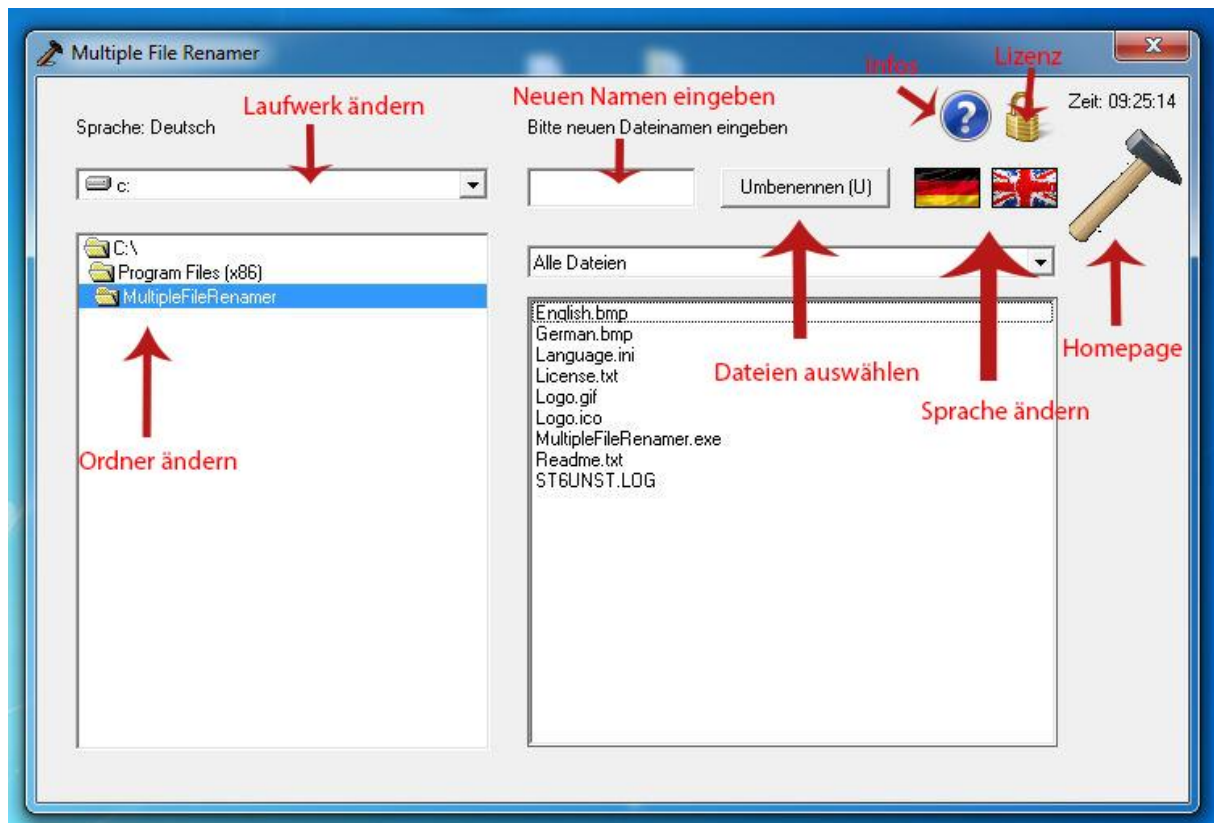 Multiple File Renamer
Infos
Lizenz
Laufwerk ändern
Neuen Namen eingeben
Zeit: 09:25:14
Sprache: Deutsch
Bitte neuen Dateinamen eingeben
c:
Umbenennen (U)
C:\
Program Files (x86)
MultipleFileRenamer
Alle Dateien
English.bmp
German.bmp
Language.ini
License.txt
Logo.gif
Logo.ico
MultipleFileRenamer.exe
Readme.txt
ST6UNST.LOG
Homepage
Dateien auswählen
Sprache ändern
Ordner ändern